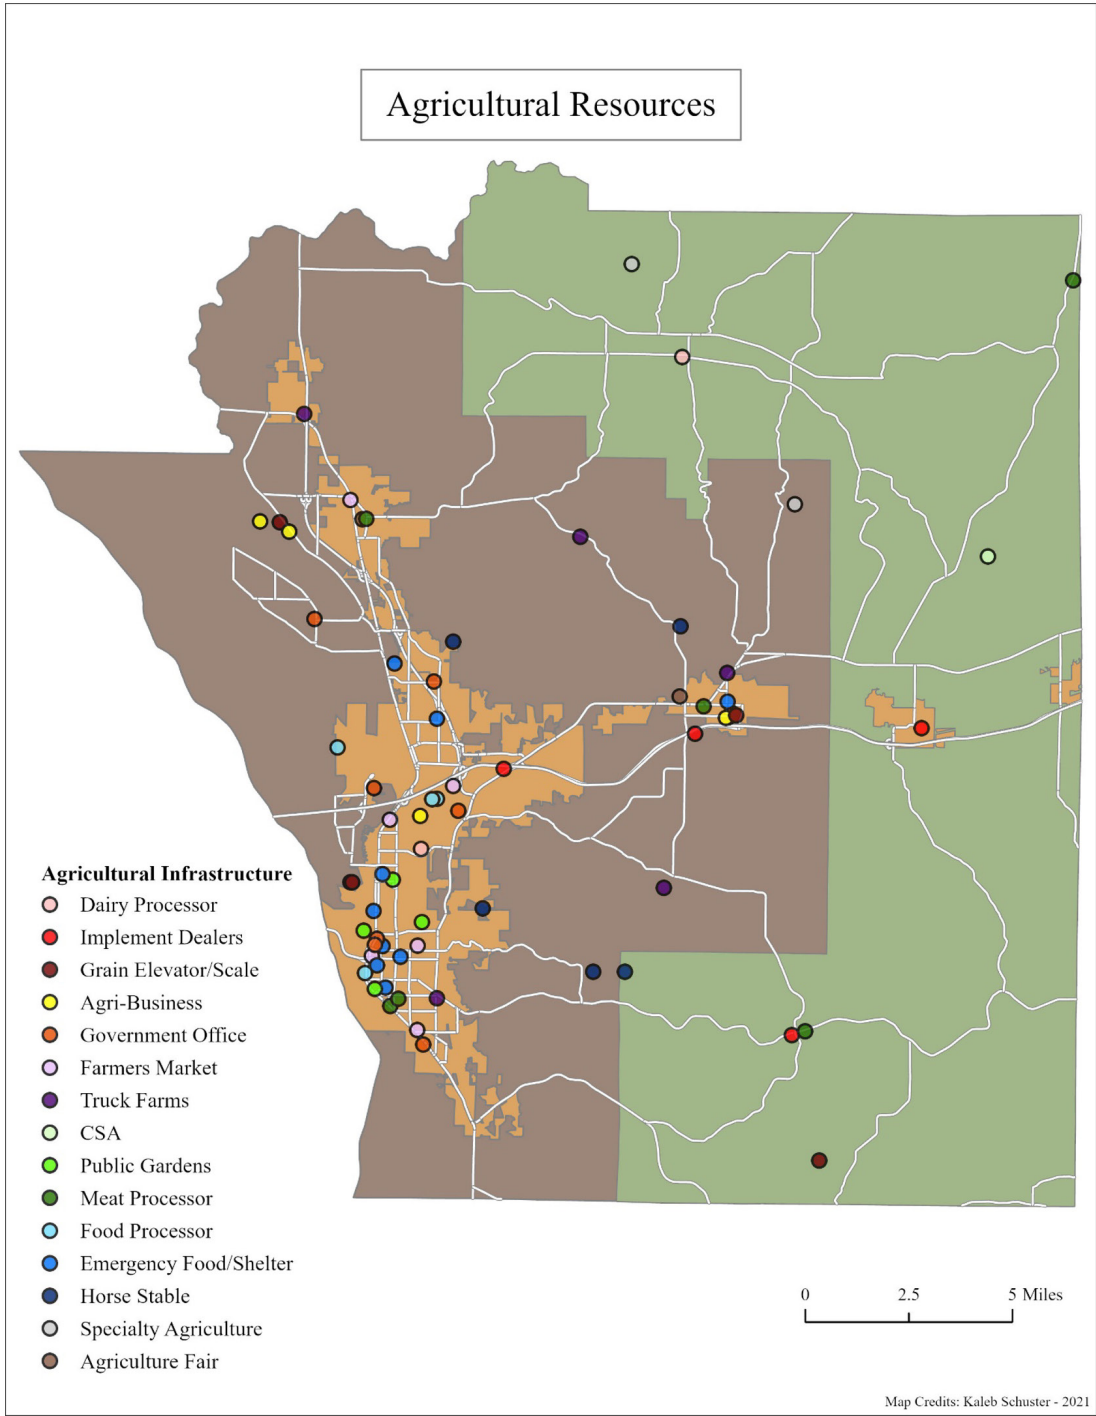 Agricultural Resources
Agricultural Infrastructure
Dairy Processor
Implement Dealers
Grain Elevator/Scale
Agri-Business
Government Office
Farmers Market
Truck Farms
CSA
Public Gardens
Meat Processor
Food Processor
Emergency Food/Shelter
Horse Stable
Specialty Agriculture
Agriculture Fair
0 2.5 5 Miles
Map Credits: Kaleb Schuster - 2021